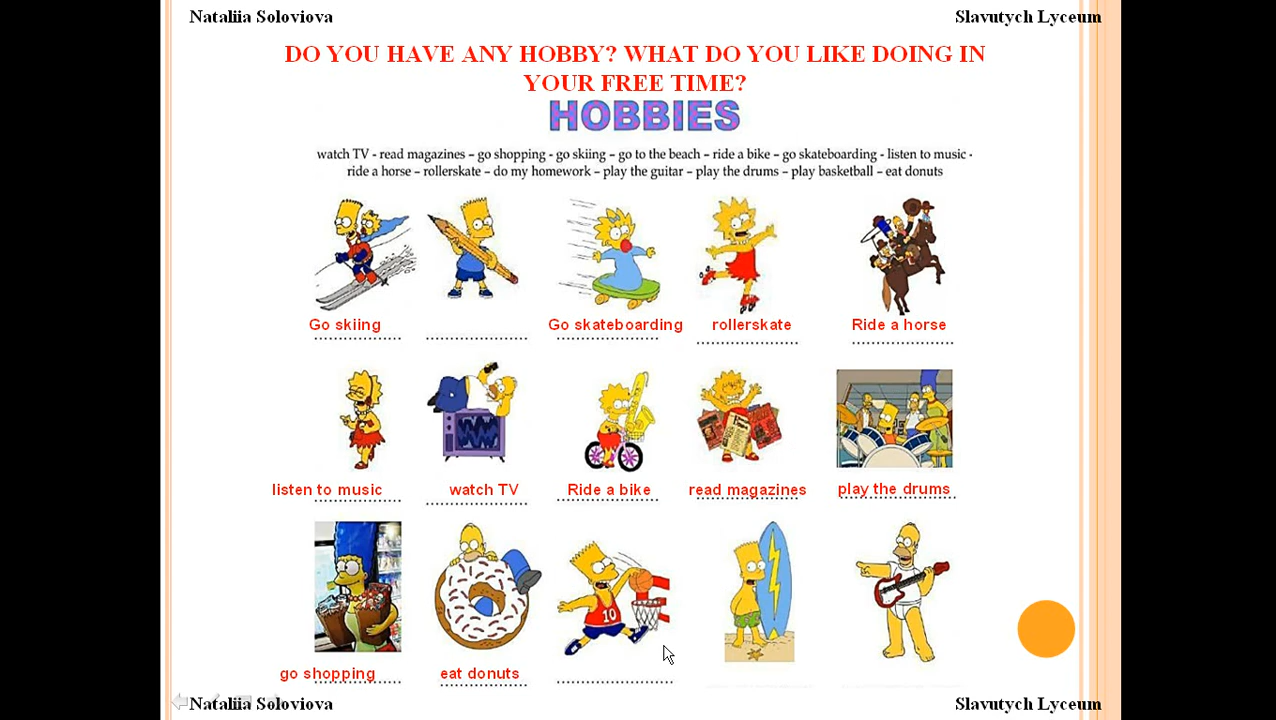 Nataliia Soloviova Slavutych Lyceum
DO YOU HAVE ANY HOBBY? WHAT DO YOU LIKE DOING IN
YOUR FREE TIME?
HOBBIES
watch TV - read magazines – go shopping - go skiing – go to the beach – ride a bike – go skateboarding - listen to music -
ride a horse – rollerskate – do my homework – play the guitar – play the drums – play basketball – eat donuts
Go skiing
Go skateboarding
rollerskate
Ride a horse
listen to music
watch TV
Ride a bike
read magazines
play the drums
10
go shopping
eat donuts
Nataliia Soloviova Slavutych Lyceum